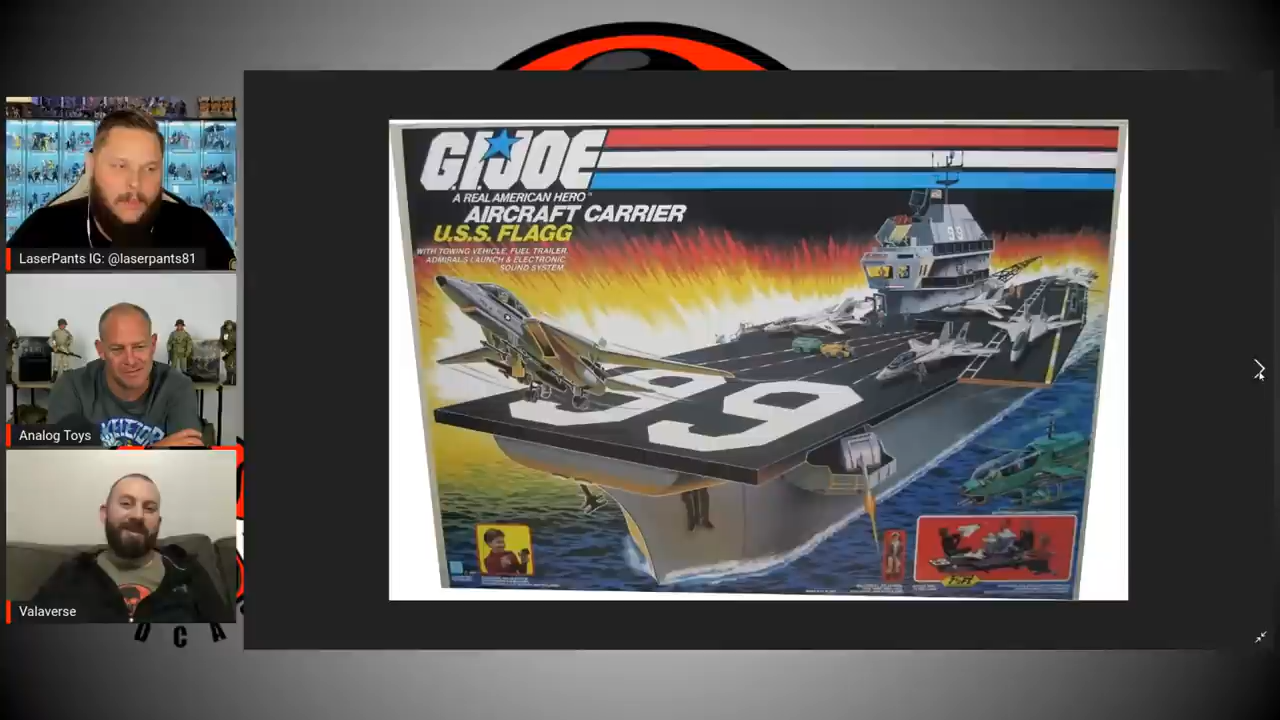 LaserPants IG: @laserpants81
Analog Toys
Valaverse
D C A
G.I. JOE
A REAL AMERICAN HERO
AIRCRAFT CARRIER
U.S.S. FLAGG
WITH TOWING VEHICLE, FUEL TRAILER,
ADMIRAL'S LAUNCH & ELECTRONIC
SOUND SYSTEM.
99
99